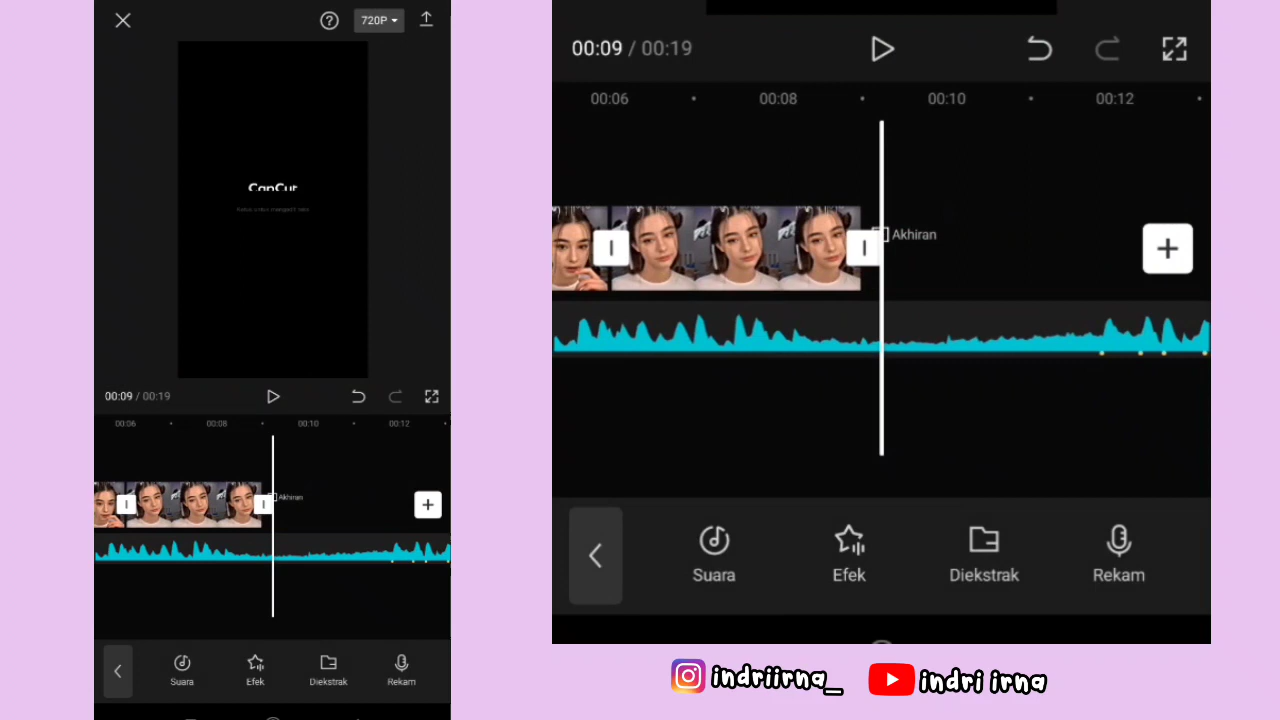 720P
CapCut
00:09 / 00:19
00:06
00:08
00:10
00:12
Akhiran
Suara
Efek
Diekstrak
Rekam
00:09 / 00:19
00:06
00:08
00:10
00:12
Akhiran
Suara
Efek
Diekstrak
Rekam
indriirna_
indri irna